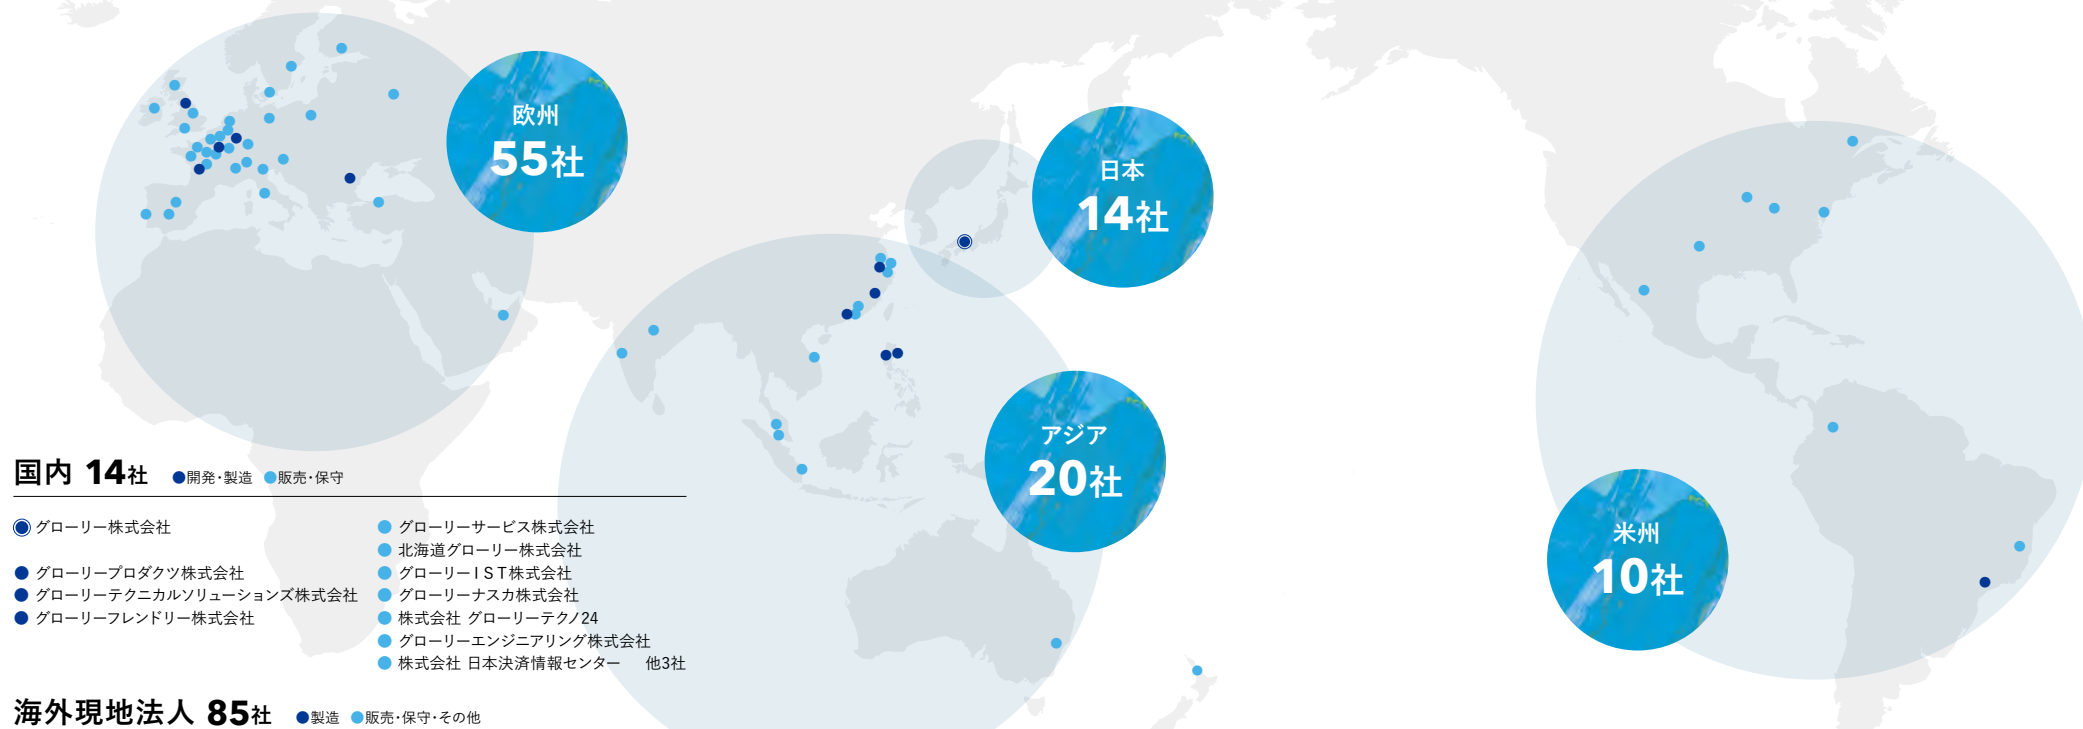 欧州
55社
日本
14社
アジア
20社
米州
10社
国内 14社 ●開発・製造 ●販売・保守
グローリー株式会社
グロープロダクツ株式会社
グローリーテクニカルソリューションズ株式会社
グローリーフレンドリー株式会社
グローリーサービス株式会社
北海道グローリー株式会社
グローリーIST株式会社
グローリーナスカ株式会社
株式会社 グローリーテクノ24
グローリーエンジニアリング株式会社
株式会社 日本決済情報センター 他3社
海外現地法人 85社 ●製造 ●販売・保守・その他